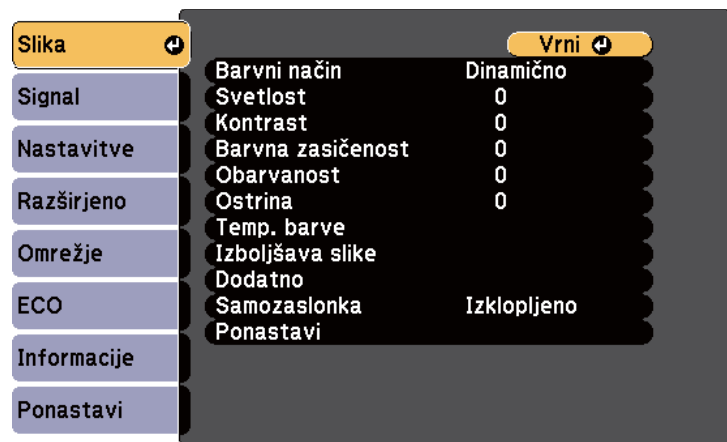 Slika
Signal
Nastavitve
Razširjeno
Omrežje
ECO
Informacije
Ponastavi
Vrni
Barvni način Dinamično
Svetlost 0
Kontrast 0
Barvna zasičenost 0
Obarvanost 0
Ostrina 0
Temp. barve
Izboljšava slike
Dodatno
Samozaslonka Izklopljeno
Ponastavi